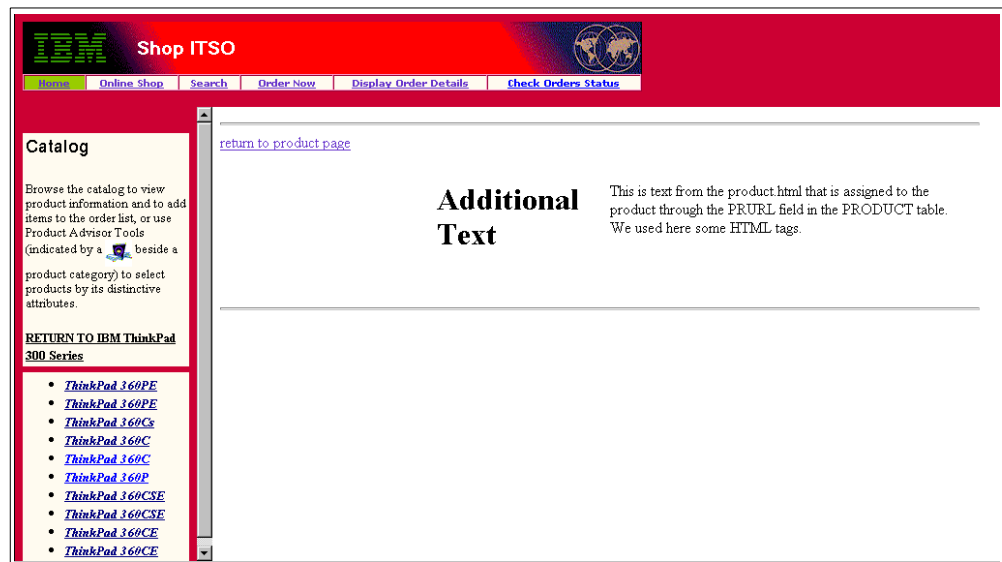 IBM Shop ITSO
Home Online Shop Search Order Now Display Order Details Check Orders Status
Catalog
Browse the catalog to view
product information and to add
items to the order list, or use
Product Advisor Tools
(indicated by a beside a
product category) to select
products by its distinctive
attributes.
RETURN TO IBM ThinkPad
300 Series
ThinkPad 360PE
ThinkPad 360PE
ThinkPad 360Cs
ThinkPad 360C
ThinkPad 360C
ThinkPad 360P
ThinkPad 360CSE
ThinkPad 360CSE
ThinkPad 360CE
ThinkPad 360CE
return to product page
Additional
Text
This is text from the product.html that is assigned to the
product through the PRURL field in the PRODUCT table.
We used here some HTML tags.